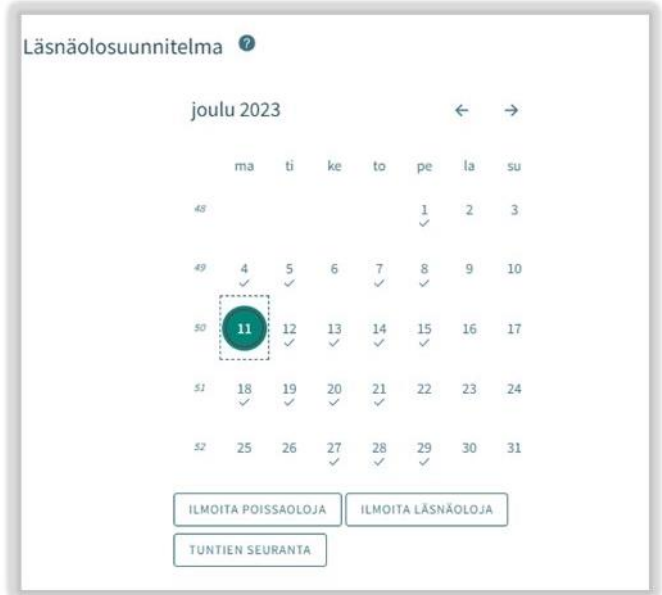 Läsnäolosuunnitelma ?
joulu 2023 ← →
ma ti ke to pe la su
48 1 2 3
✓
49 4 5 6 7 8 9 10
✓ ✓ ✓ ✓
50 11 12 13 14 15 16 17
✓ ✓ ✓ ✓
51 18 19 20 21 22 23 24
✓ ✓ ✓ ✓
52 25 26 27 28 29 30 31
✓ ✓ ✓
ILMOITA POISSAOLOJA ILMOITA LÄSNÄOLOJA
TUNTIEN SEURANTA